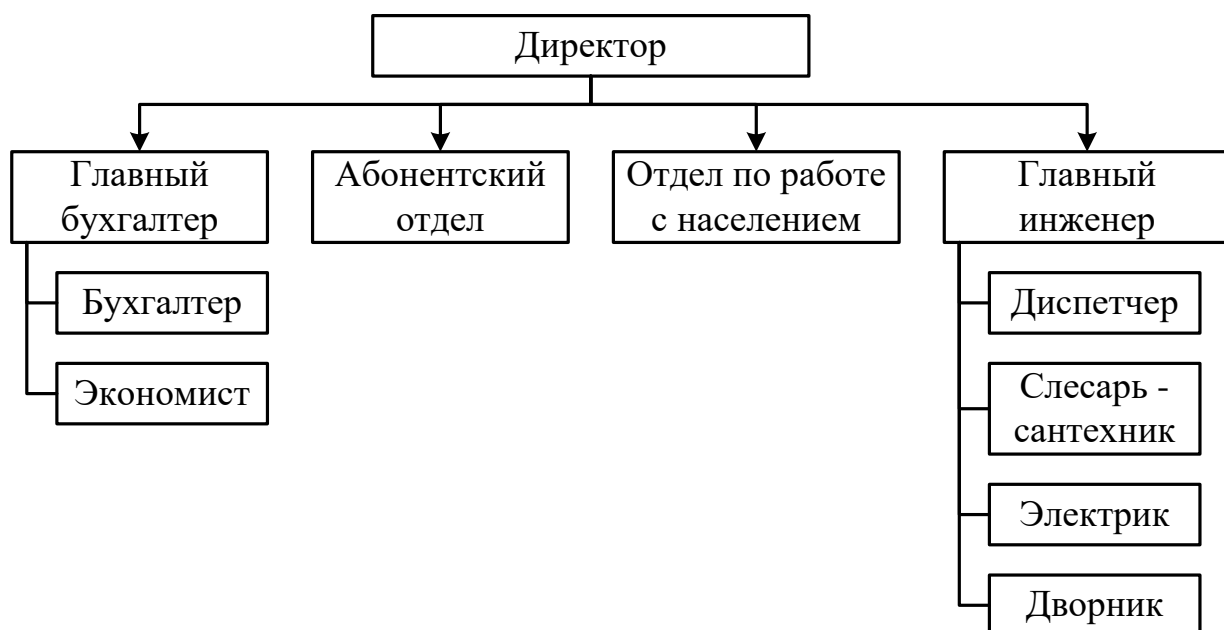 Директор
Главный
бухгалтер
Абонентский
отдел
Отдел по работе
с населением
Главный
инженер
Бухгалтер
Экономист
Диспетчер
Слесарь -
сантехник
Электрик
Дворник